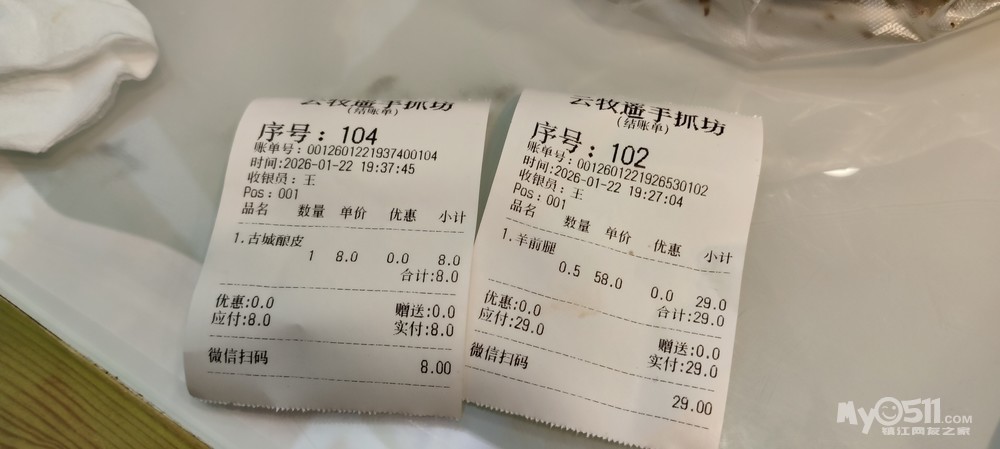 云牧遥手抓坊
(结账单)
序号：104
账单号：0012601221937400104
时间:2026-01-22 19:37:45
收银员：王
Pos：001
品名 数量 单价 优惠 小计
1.古城酿皮
1 8.0 0.0 8.0
合计:8.0
优惠:0.0 赠送:0.0
应付:8.0 实付:8.0
微信扫码
8.00
云牧遥手抓坊
(结账单)
序号：102
账单号：0012601221926530102
时间:2026-01-22 19:27:04
收银员：王
Pos：001
品名 数量 单价 优惠 小计
1.羊前腿
0.5 58.0 0.0 29.0
合计:29.0
优惠:0.0 赠送:0.0
应付:29.0 实付:29.0
微信扫码
29.00
My0511.COM
镇江网友之家